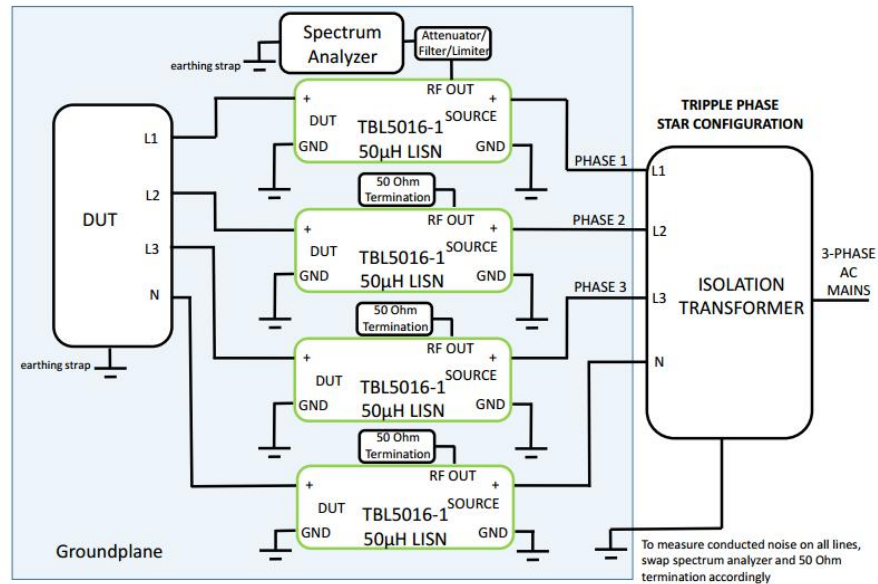 Spectrum
Analyzer
Attenuator/
Filter/Limiter
earthing strap
RF OUT
+
+
DUT
TBL5016-1
SOURCE
GND
50µH LISN
GND
TRIPPLE PHASE
STAR CONFIGURATION
L1
PHASE 1
L1
50 Ohm
Termination
L2
RF OUT
PHASE 2
+
+
L2
DUT
TBL5016-1
SOURCE
GND
50µH LISN
GND
DUT
L3
PHASE 3
L3
3-PHASE
AC
MAINS
ISOLATION
TRANSFORMER
N
50 Ohm
Termination
RF OUT
+
+
N
DUT
TBL5016-1
SOURCE
GND
50µH LISN
GND
earthing strap
50 Ohm
Termination
RF OUT
+
+
DUT
TBL5016-1
SOURCE
GND
50µH LISN
GND
Groundplane
To measure conducted noise on all lines,
swap spectrum analyzer and 50 Ohm
termination accordingly